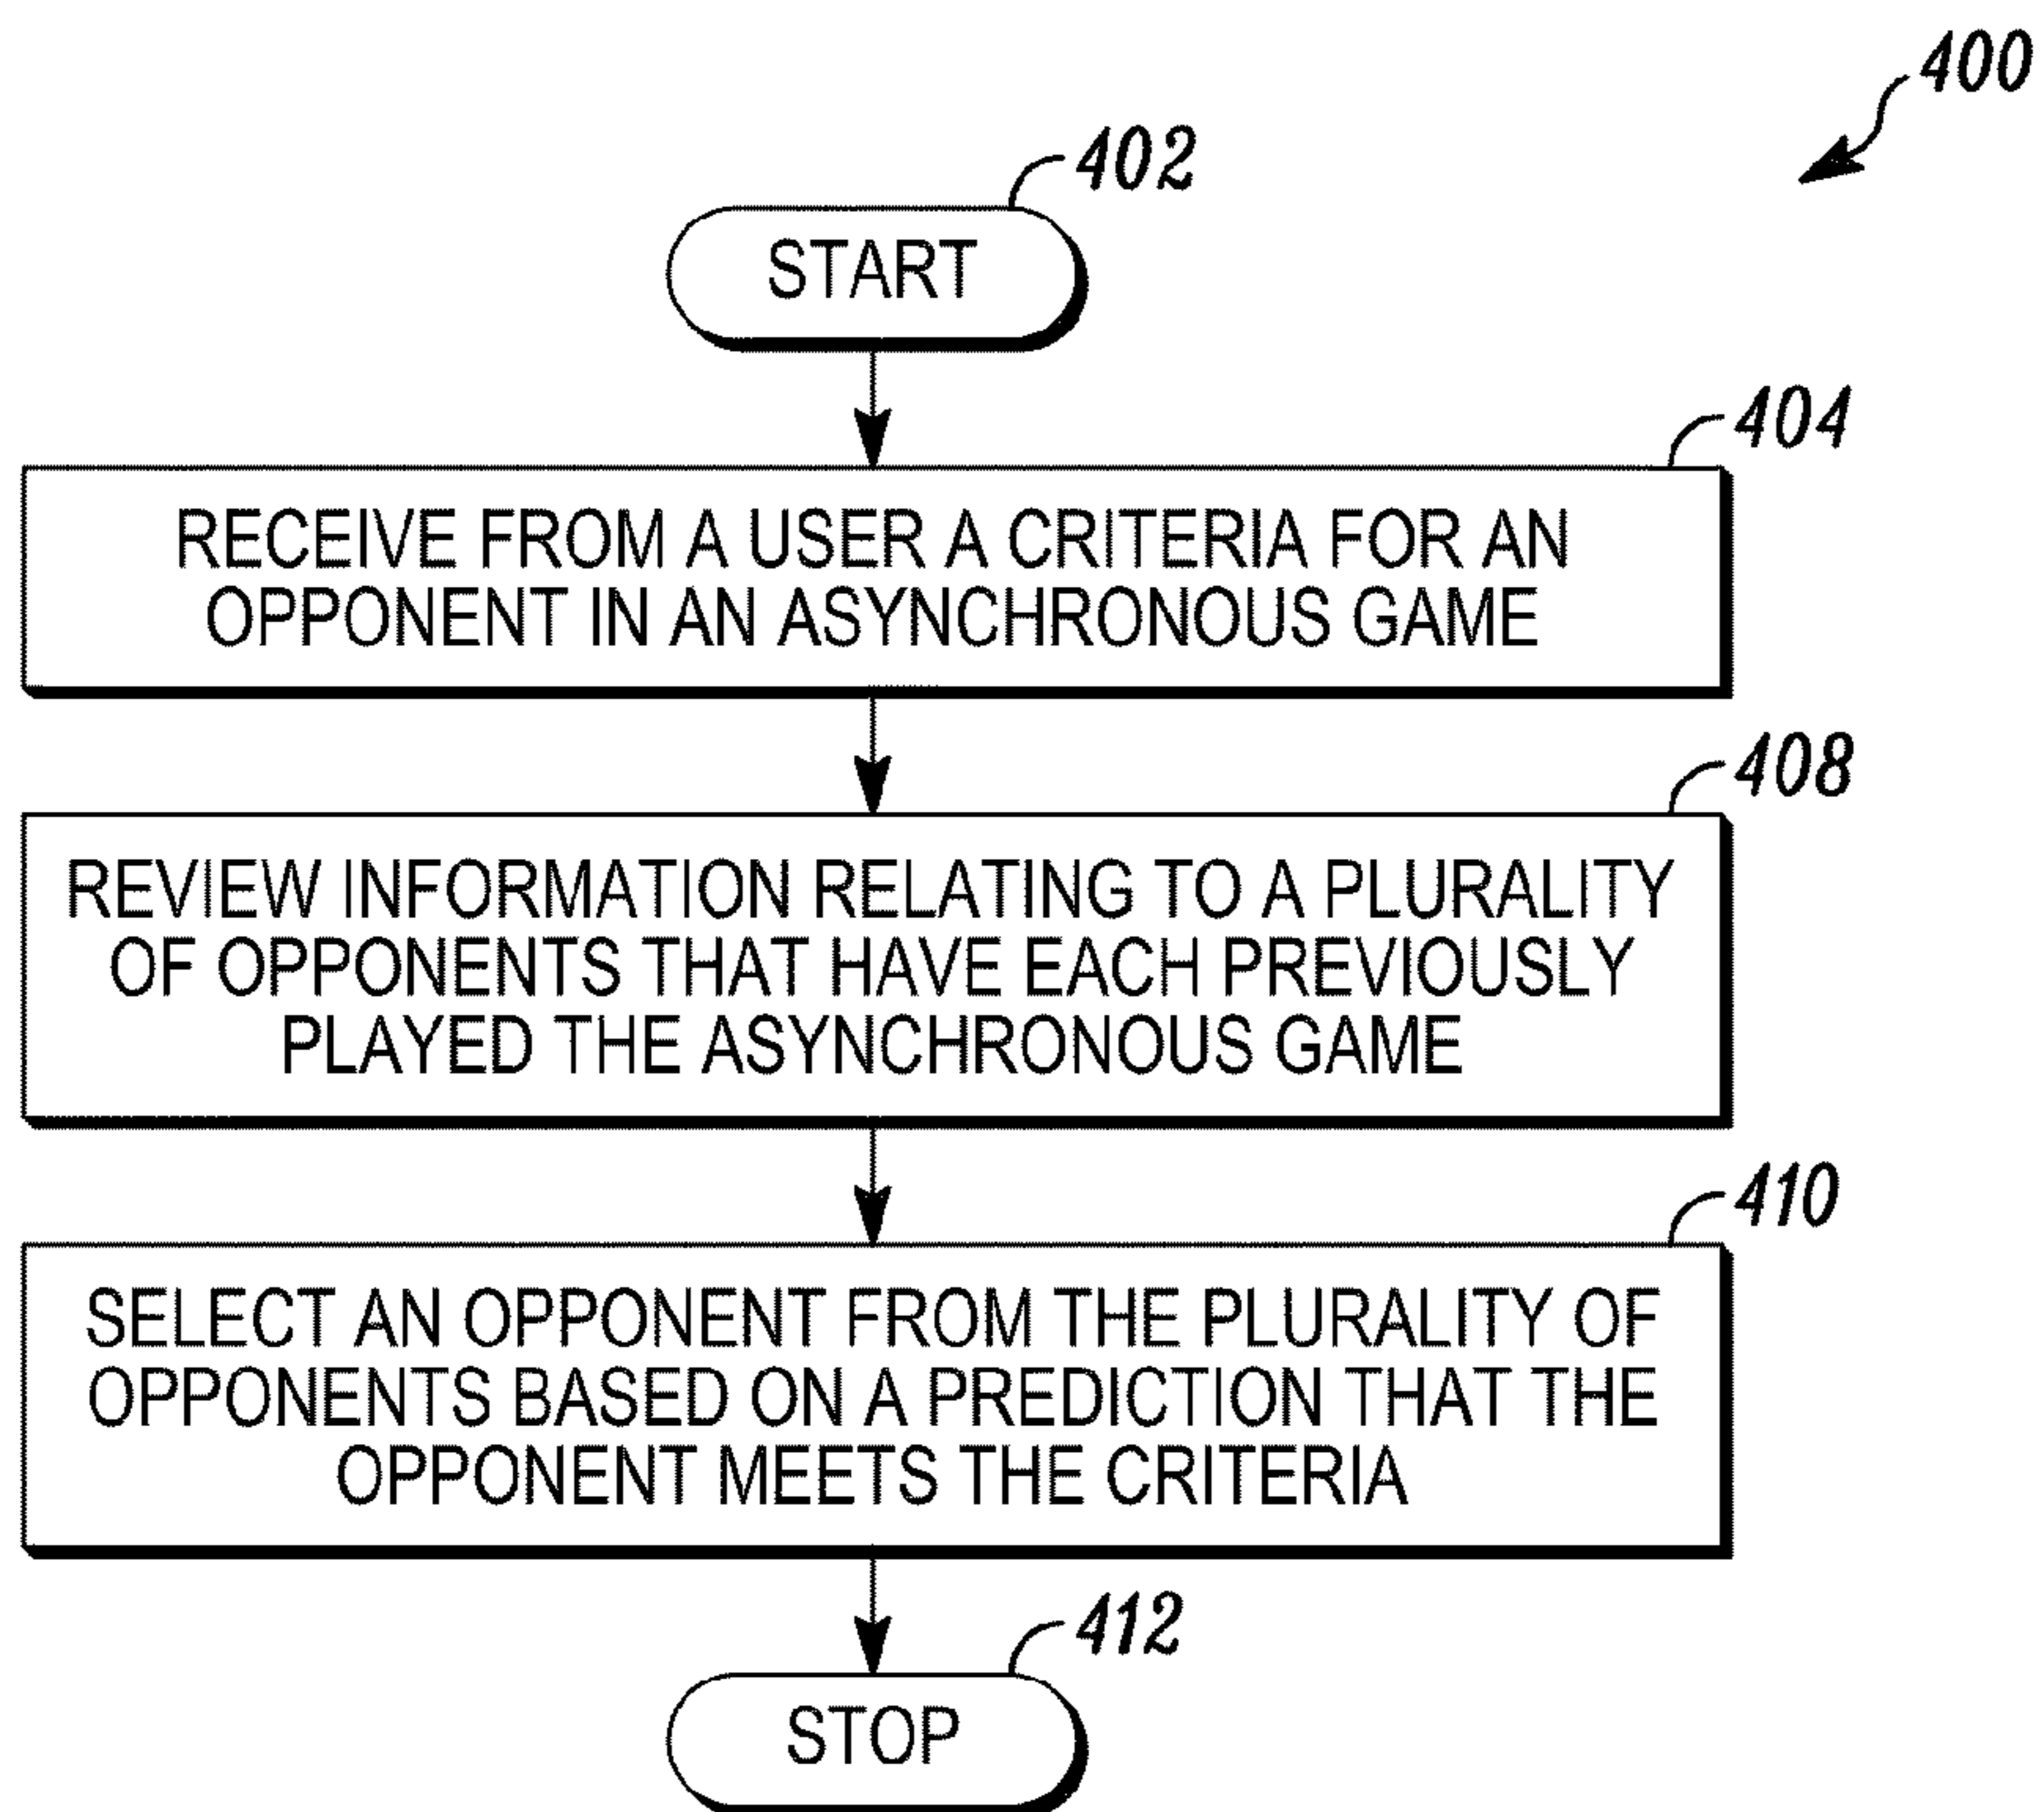 400
402
START
404
RECEIVE FROM A USER A CRITERIA FOR AN
OPPONENT IN AN ASYNCHRONOUS GAME
408
REVIEW INFORMATION RELATING TO A PLURALITY
OF OPPONENTS THAT HAVE EACH PREVIOUSLY
PLAYED THE ASYNCHRONOUS GAME
410
SELECT AN OPPONENT FROM THE PLURALITY OF
OPPONENTS BASED ON A PREDICTION THAT THE
OPPONENT MEETS THE CRITERIA
412
STOP